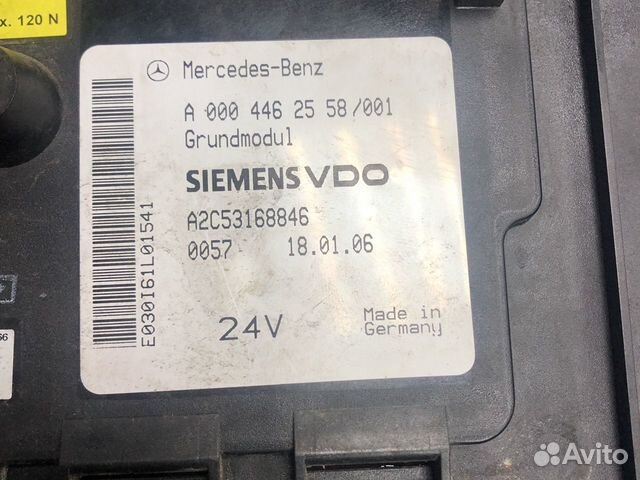 x. 120 N
Mercedes-Benz
A 000 446 25 58/001
Grundmodul
SIEMENS VDO
A2C53168846
0057 18.01.06
24V
Made in
Germany
E030I61L01541
66
Avito